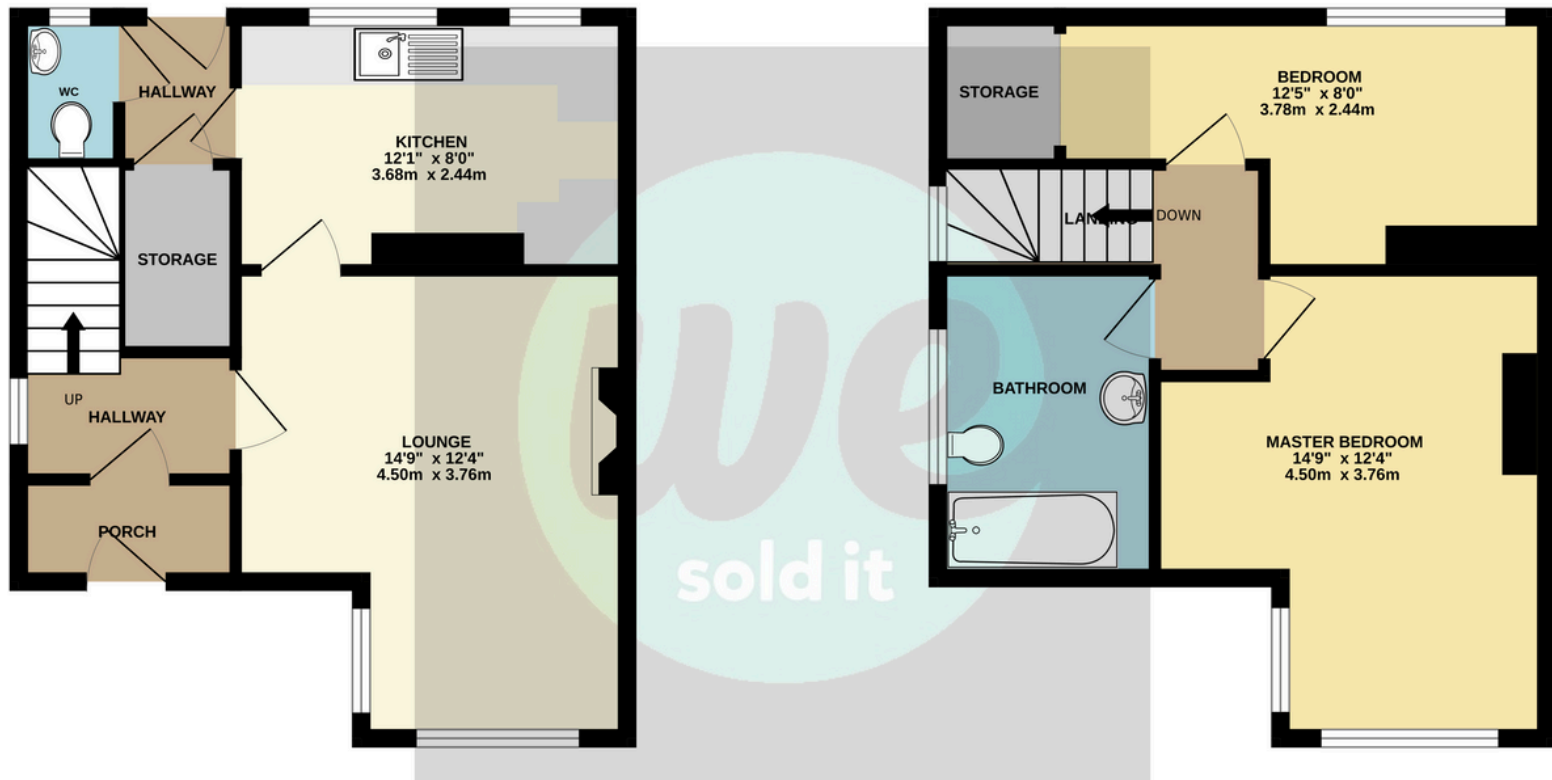 WC
HALLWAY
KITCHEN
12'1" x 8'0"
3.68m x 2.44m
STORAGE
UP
HALLWAY
LOUNGE
14'9" x 12'4"
4.50m x 3.76m
PORCH
we
sold it
STORAGE
BEDROOM
12'5" x 8'0"
3.78m x 2.44m
LANDING
DOWN
BATHROOM
MASTER BEDROOM
14'9" x 12'4"
4.50m x 3.76m